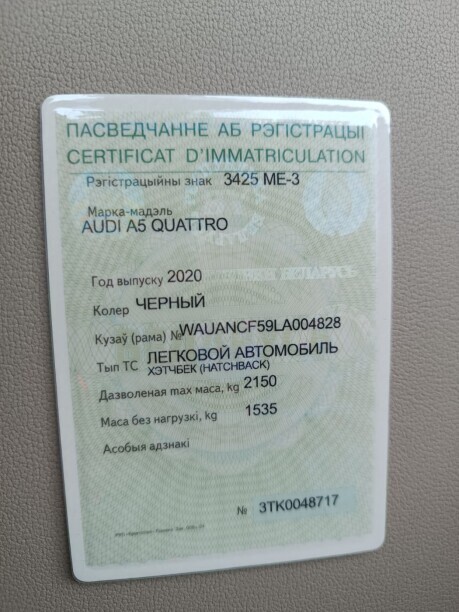 ПАСВЕДЧАННЕ АБ РЭГІСТРАЦЫІ
CERTIFICAT D'IMMATRICULATION
Рэгістрацыйны знак 3425 ME-3
Марка-мадэль
AUDI A5 QUATTRO
Год выпуску 2020
Колер ЧЕРНЫЙ
Кузаў (рама) № WAUANCF59LA004828
Тып ТС ЛЕГКОВОЙ АВТОМОБИЛЬ
ХЭТЧБЕК (HATCHBACK)
Дазволеная max маса, kg 2150
Маса без нагрузкі, kg 1535
Асобыя адзнакі
№ 3TK0048717